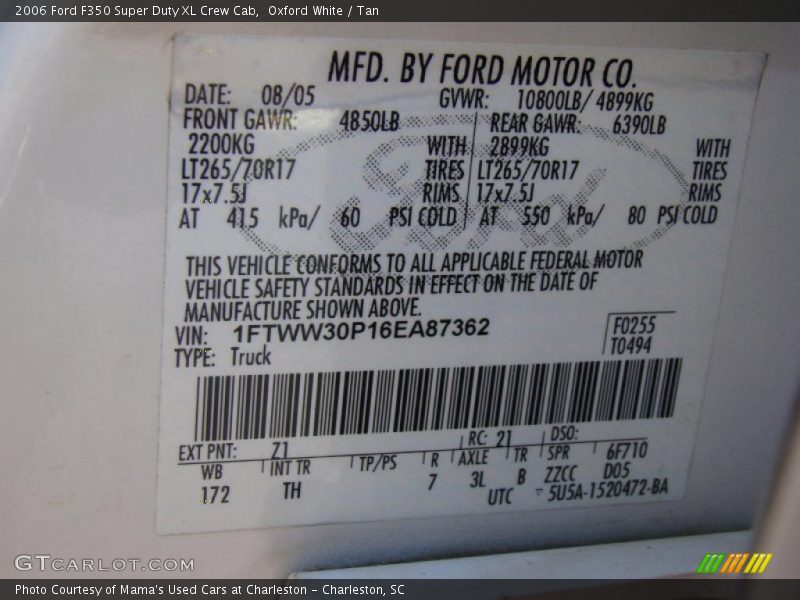 2006 Ford F350 Super Duty XL Crew Cab,  Oxford White / Tan
MFD. BY FORD MOTOR CO.
DATE: 08/05 GVWR: 10800LB/ 4899KG
FRONT GAWR: 4850LB REAR GAWR: 6390LB
2200KG WITH 2899KG WITH
LT265/70R17 TIRES LT265/70R17 TIRES
17x7.5J RIMS 17x7.5J RIMS
AT 415 kPa/ 60 PSI COLD AT 550 kPa/ 80 PSI COLD
Ford
THIS VEHICLE CONFORMS TO ALL APPLICABLE FEDERAL MOTOR
VEHICLE SAFETY STANDARDS IN EFFECT ON THE DATE OF
MANUFACTURE SHOWN ABOVE.
VIN: 1FTWW30P16EA87362 F0255
TYPE: Truck T0494
EXT PNT: Z1 RC: 21 DSO:
WB INT TR TP/PS R AXLE TR SPR 6F710
172 TH 7 3L B ZZCC D05
UTC 5U5A-1520472-BA
GTCARLOT.COM
Photo Courtesy of Mama's Used Cars at Charleston - Charleston, SC